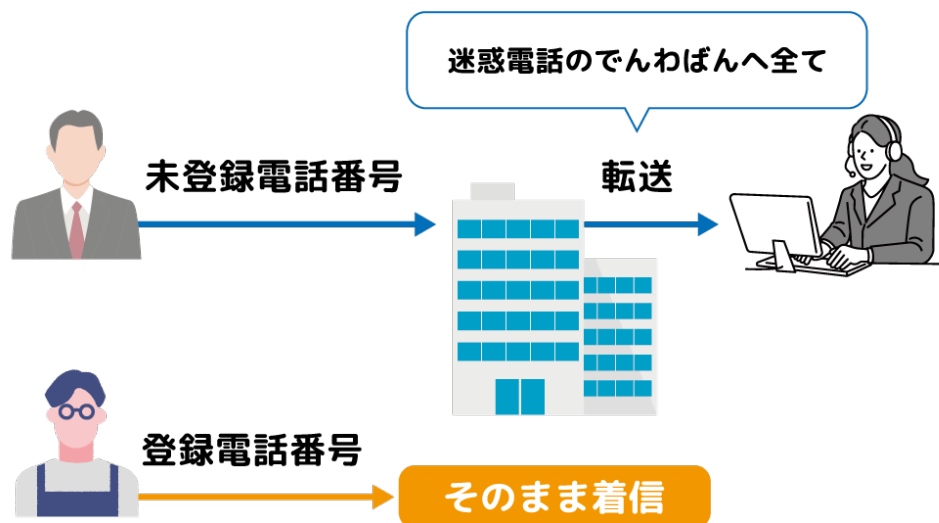 迷惑電話のでんわばんへ全て
未登録電話番号
転送
登録電話番号
そのまま着信